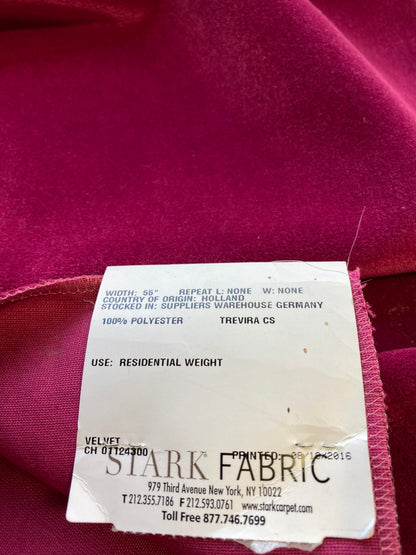 WIDTH: 55" REPEAT L: NONE W: NONE
COUNTRY OF ORIGIN: HOLLAND
STOCKED IN: SUPPLIERS WAREHOUSE GERMANY
100% POLYESTER TREVIRA CS
USE: RESIDENTIAL WEIGHT
VELVET
CH 01124300 PRINTED: 2016
STARK FABRIC
979 Third Avenue New York, NY 10022
T 212.355.7186 F 212.593.0761 www.starkcarpet.com
Toll Free 877.746.7699